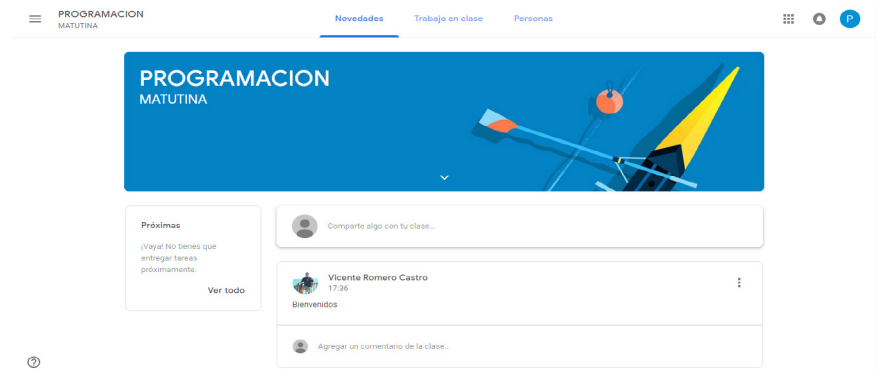 PROGRAMACION
MATUTINA
Novedades
Trabajo en clase
Personas
P
PROGRAMACION
MATUTINA
Próximas
¡Vaya! No tienes que
entregar tareas
próximamente.
Ver todo
Comparte algo con tu clase...
Vicente Romero Castro
17:36
Bienvenidos
Agregar un comentario de la clase..